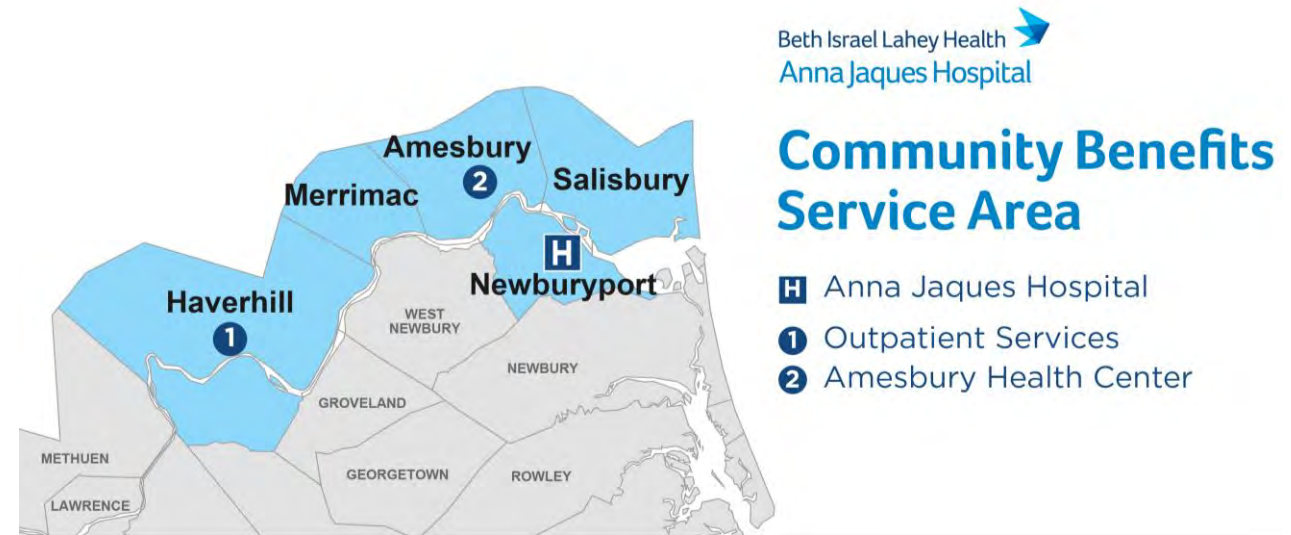 Beth Israel Lahey Health
Anna Jaques Hospital
Community Benefits
Service Area
H Anna Jaques Hospital
1 Outpatient Services
2 Amesbury Health Center
Amesbury
2
Salisbury
Merrimac
H
Newburyport
Haverhill
1
WEST
NEWBURY
NEWBURY
GROVELAND
METHUEN
GEORGETOWN
ROWLEY
LAWRENCE